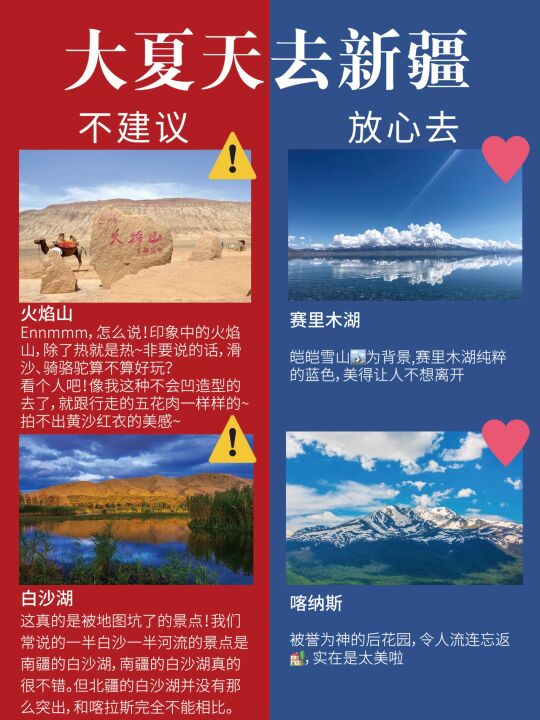 大夏天去新疆
不建议
放心去
火焰山
火焰山
Ennmmm，怎么说！印象中的火焰
山，除了热就是热~非要说的话，滑
沙、骑骆驼算不算好玩？
看个人吧！像我这种不会凹造型的
去了，就跟行走的五花肉一样样的~
拍不出黄沙红衣的美感~
赛里木湖
皑皑雪山为背景,赛里木湖纯粹
的蓝色，美得让人不想离开
白沙湖
这真的是被地图坑了的景点！我们
常说的一半白沙一半河流的景点是
南疆的白沙湖，南疆的白沙湖真的
很不错。但北疆的白沙湖并没有那
么突出，和喀拉斯完全不能相比。
喀纳斯
被誉为神的后花园，令人流连忘返
，实在是太美啦